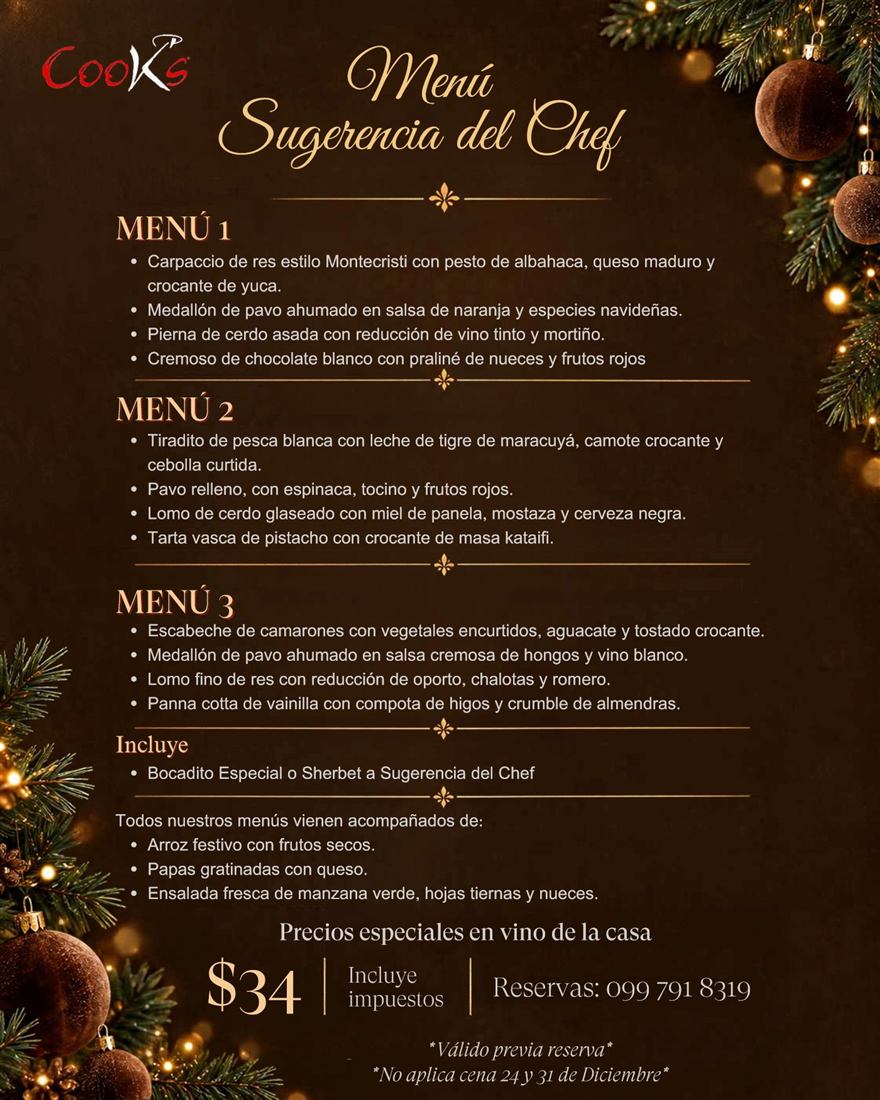 CooKs
Menú
Sugerencia del Chef
MENÚ 1
• Carpaccio de res estilo Montecristi con pesto de albahaca, queso maduro y
crocante de yuca.
• Medallón de pavo ahumado en salsa de naranja y especies navideñas.
• Pierna de cerdo asada con reducción de vino tinto y mortiño.
• Cremoso de chocolate blanco con praliné de nueces y frutos rojos
MENÚ 2
• Tiradito de pesca blanca con leche de tigre de maracuyá, camote crocante y
cebolla curtida.
• Pavo relleno, con espinaca, tocino y frutos rojos.
• Lomo de cerdo glaseado con miel de panela, mostaza y cerveza negra.
• Tarta vasca de pistacho con crocante de masa kataifi.
MENÚ 3
• Escabeche de camarones con vegetales encurtidos, aguacate y tostado crocante.
• Medallón de pavo ahumado en salsa cremosa de hongos y vino blanco.
• Lomo fino de res con reducción de oporto, chalotas y romero.
• Panna cotta de vainilla con compota de higos y crumble de almendras.
Incluye
• Bocadito Especial o Sherbet a Sugerencia del Chef
Todos nuestros menús vienen acompañados de:
• Arroz festivo con frutos secos.
• Papas gratinadas con queso.
• Ensalada fresca de manzana verde, hojas tiernas y nueces.
Precios especiales en vino de la casa
$34
Incluye
impuestos
Reservas: 099 791 8319
*Válido previa reserva*
*No aplica cena 24 y 31 de Diciembre*